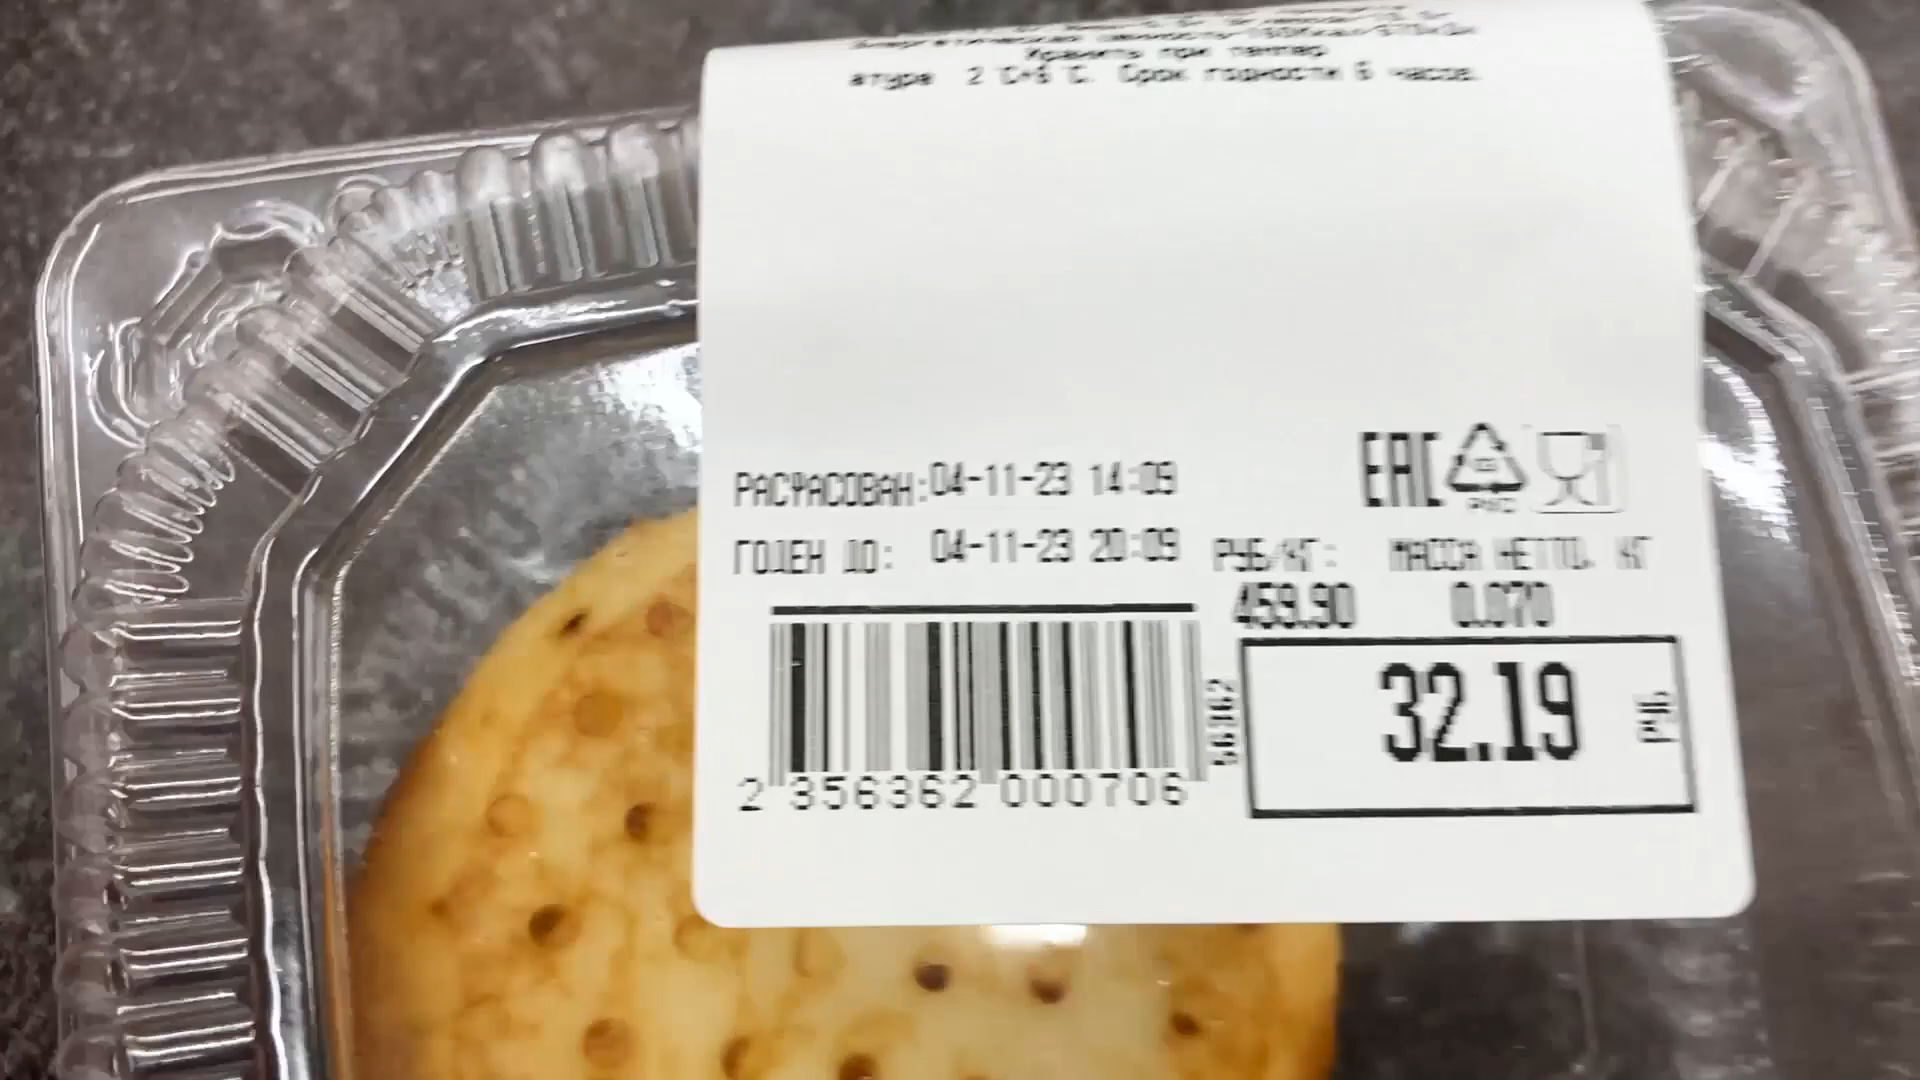 Хранить при темпер
атуре 2°C+6°C. Срок годности 6 часов.
EAC
РАСФАСОВАН:04-11-23 14:09
ГОДЕН ДО: 04-11-23 20:09
РУБ/КГ: МАССА НЕТТО, КГ
459.90 0.070
32.19
РУБ
56362
2 356362 000706